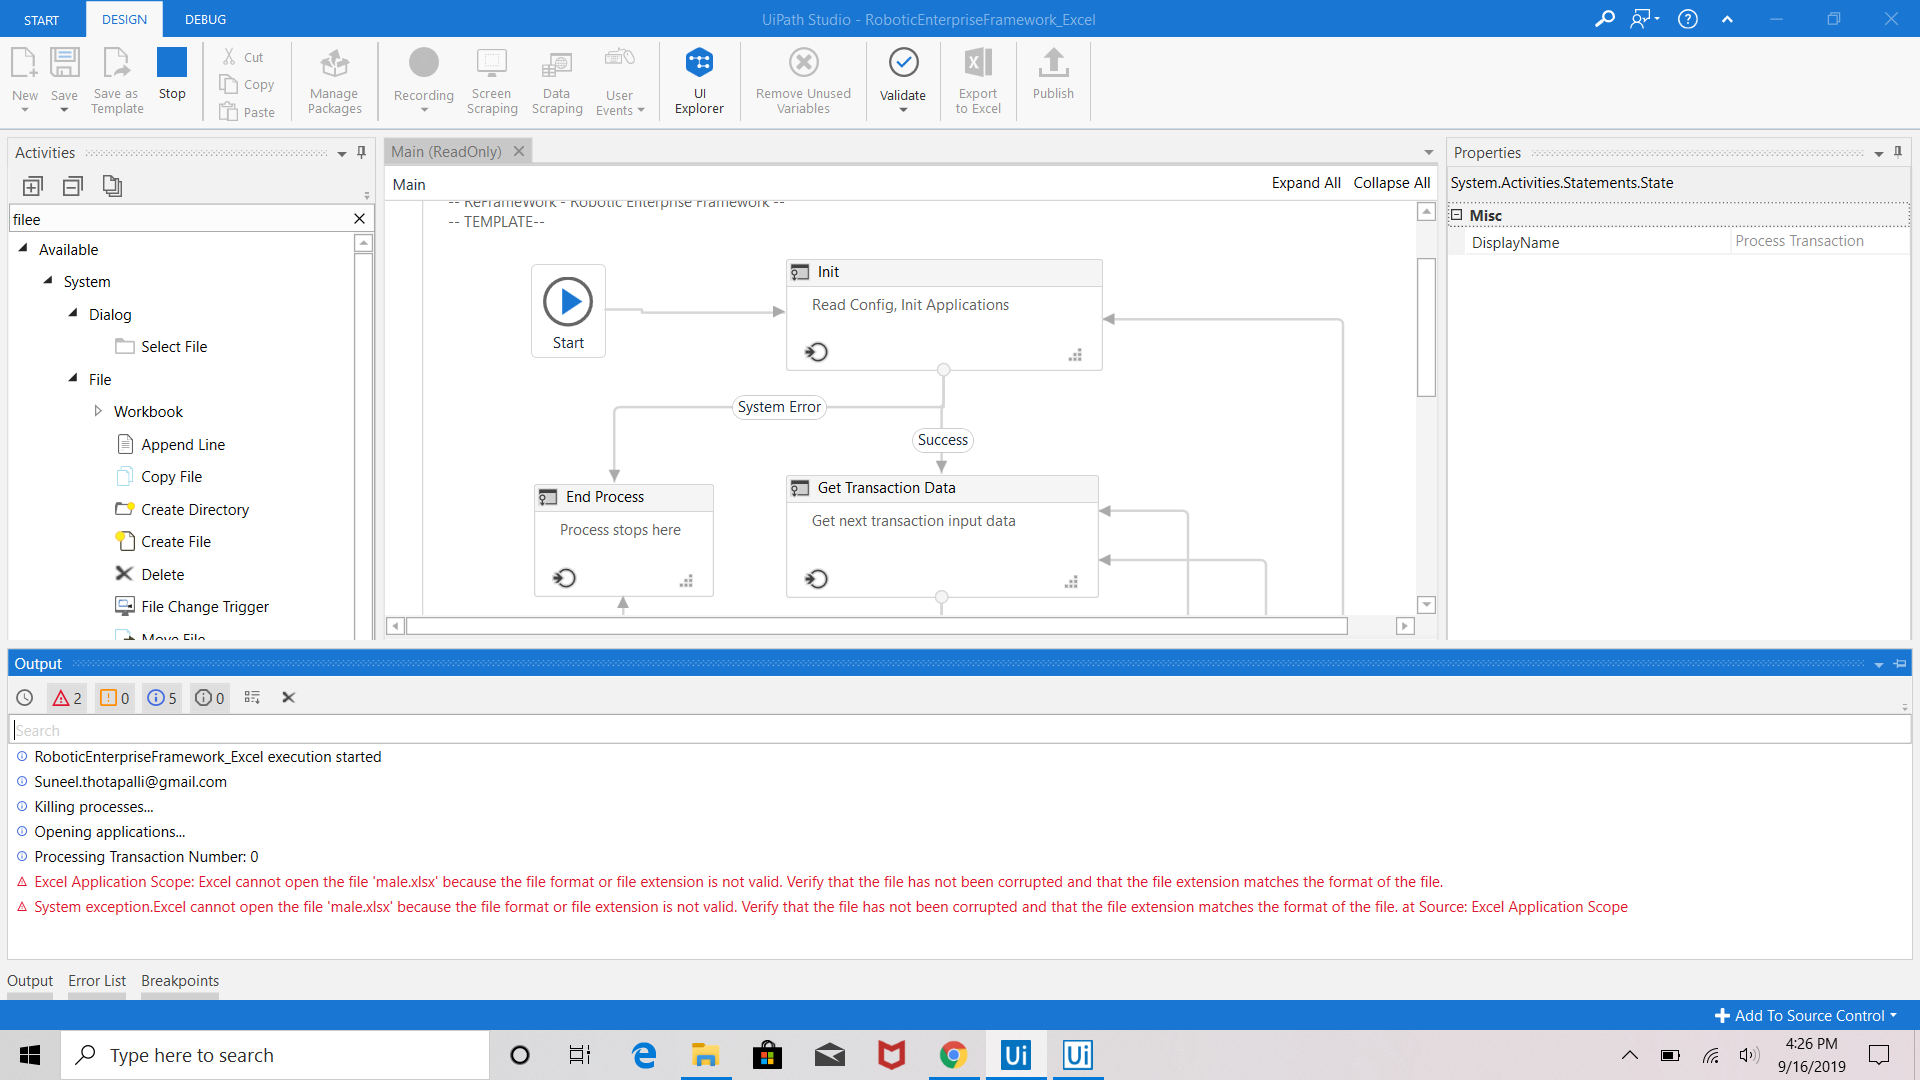 START
DESIGN
DEBUG
UiPath Studio - RoboticEnterpriseFramework_Excel
New
Save
Save as Template
Stop
Cut
Copy
Paste
Manage Packages
Recording
Screen Scraping
Data Scraping
User Events
UI Explorer
Remove Unused Variables
Validate
Export to Excel
Publish
Activities
filee
Available
System
Dialog
Select File
File
Workbook
Append Line
Copy File
Create Directory
Create File
Delete
File Change Trigger
Move File
Main (ReadOnly)
Main
Expand All
Collapse All
-- ReFrameWork - Robotic Enterprise Framework --
-- TEMPLATE--
Start
Init
Read Config, Init Applications
System Error
Success
End Process
Process stops here
Get Transaction Data
Get next transaction input data
Properties
System.Activities.Statements.State
Misc
DisplayName
Process Transaction
Output
2
0
5
0
Search
RoboticEnterpriseFramework_Excel execution started
Suneel.thotapalli@gmail.com
Killing processes...
Opening applications...
Processing Transaction Number: 0
Excel Application Scope: Excel cannot open the file 'male.xlsx' because the file format or file extension is not valid. Verify that the file has not been corrupted and that the file extension matches the format of the file.
System exception.Excel cannot open the file 'male.xlsx' because the file format or file extension is not valid. Verify that the file has not been corrupted and that the file extension matches the format of the file. at Source: Excel Application Scope
Output
Error List
Breakpoints
Add To Source Control
Type here to search
Ui
Ui
4:26 PM
9/16/2019